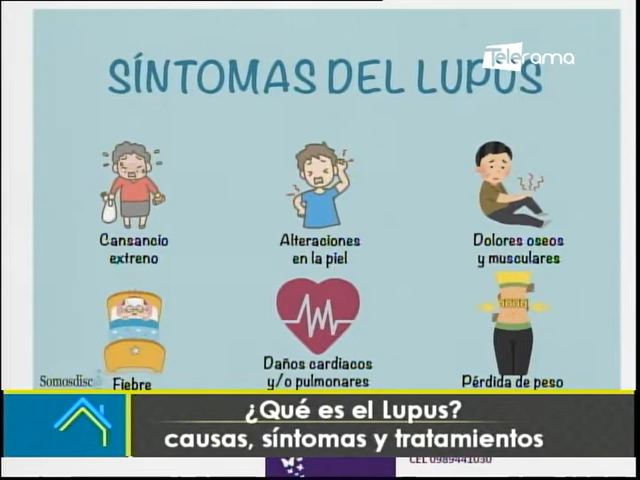 Telerama
SÍNTOMAS DEL LUPUS
Cansancio
extreno
Alteraciones
en la piel
Dolores oseos
y musculares
Fiebre
Daños cardiacos
y/o pulmonares
Pérdida de peso
Somosdisc
¿Qué es el Lupus?
causas, síntomas y tratamientos
CEL 0989441030